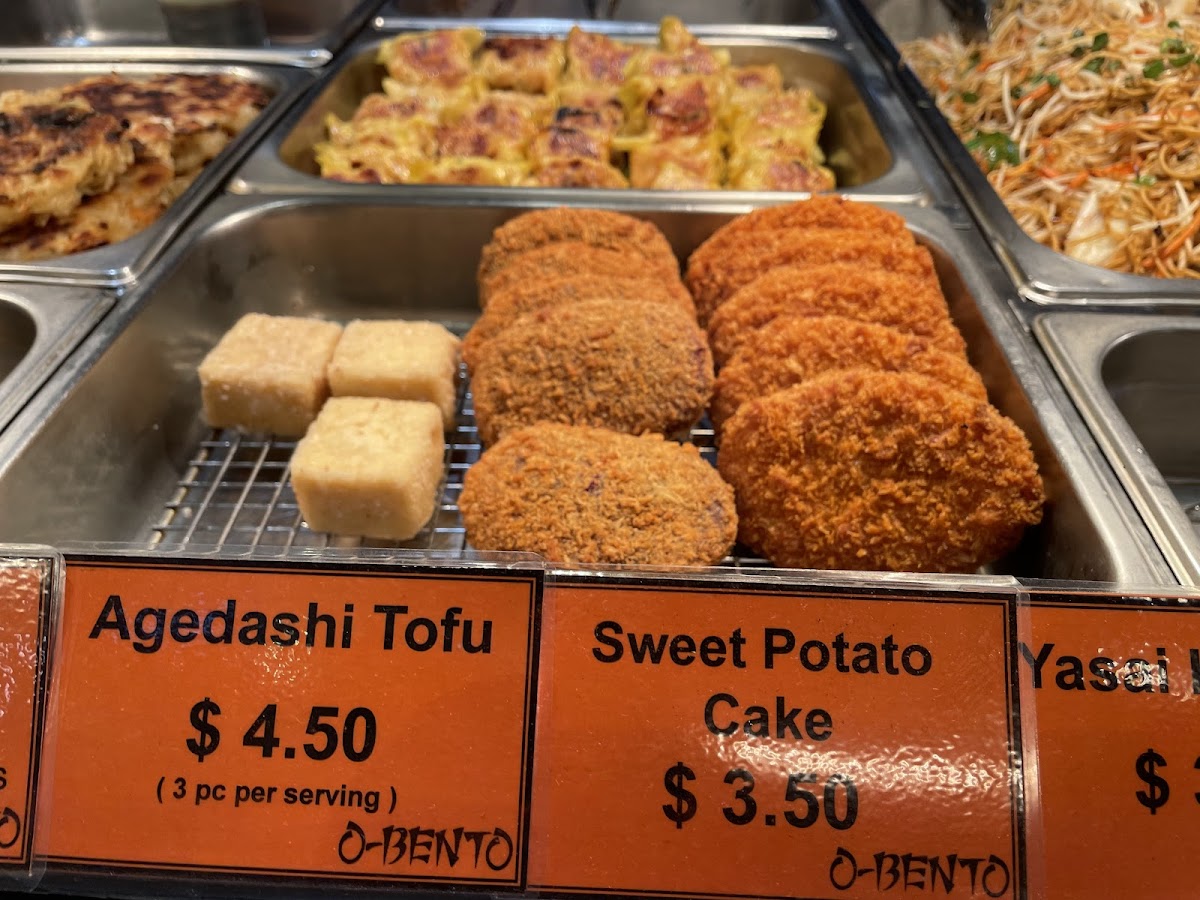 Agedashi Tofu
$ 4.50
( 3 pc per serving )
O-BENTO
Sweet Potato
Cake
$ 3.50
O-BENTO
Yasai
$